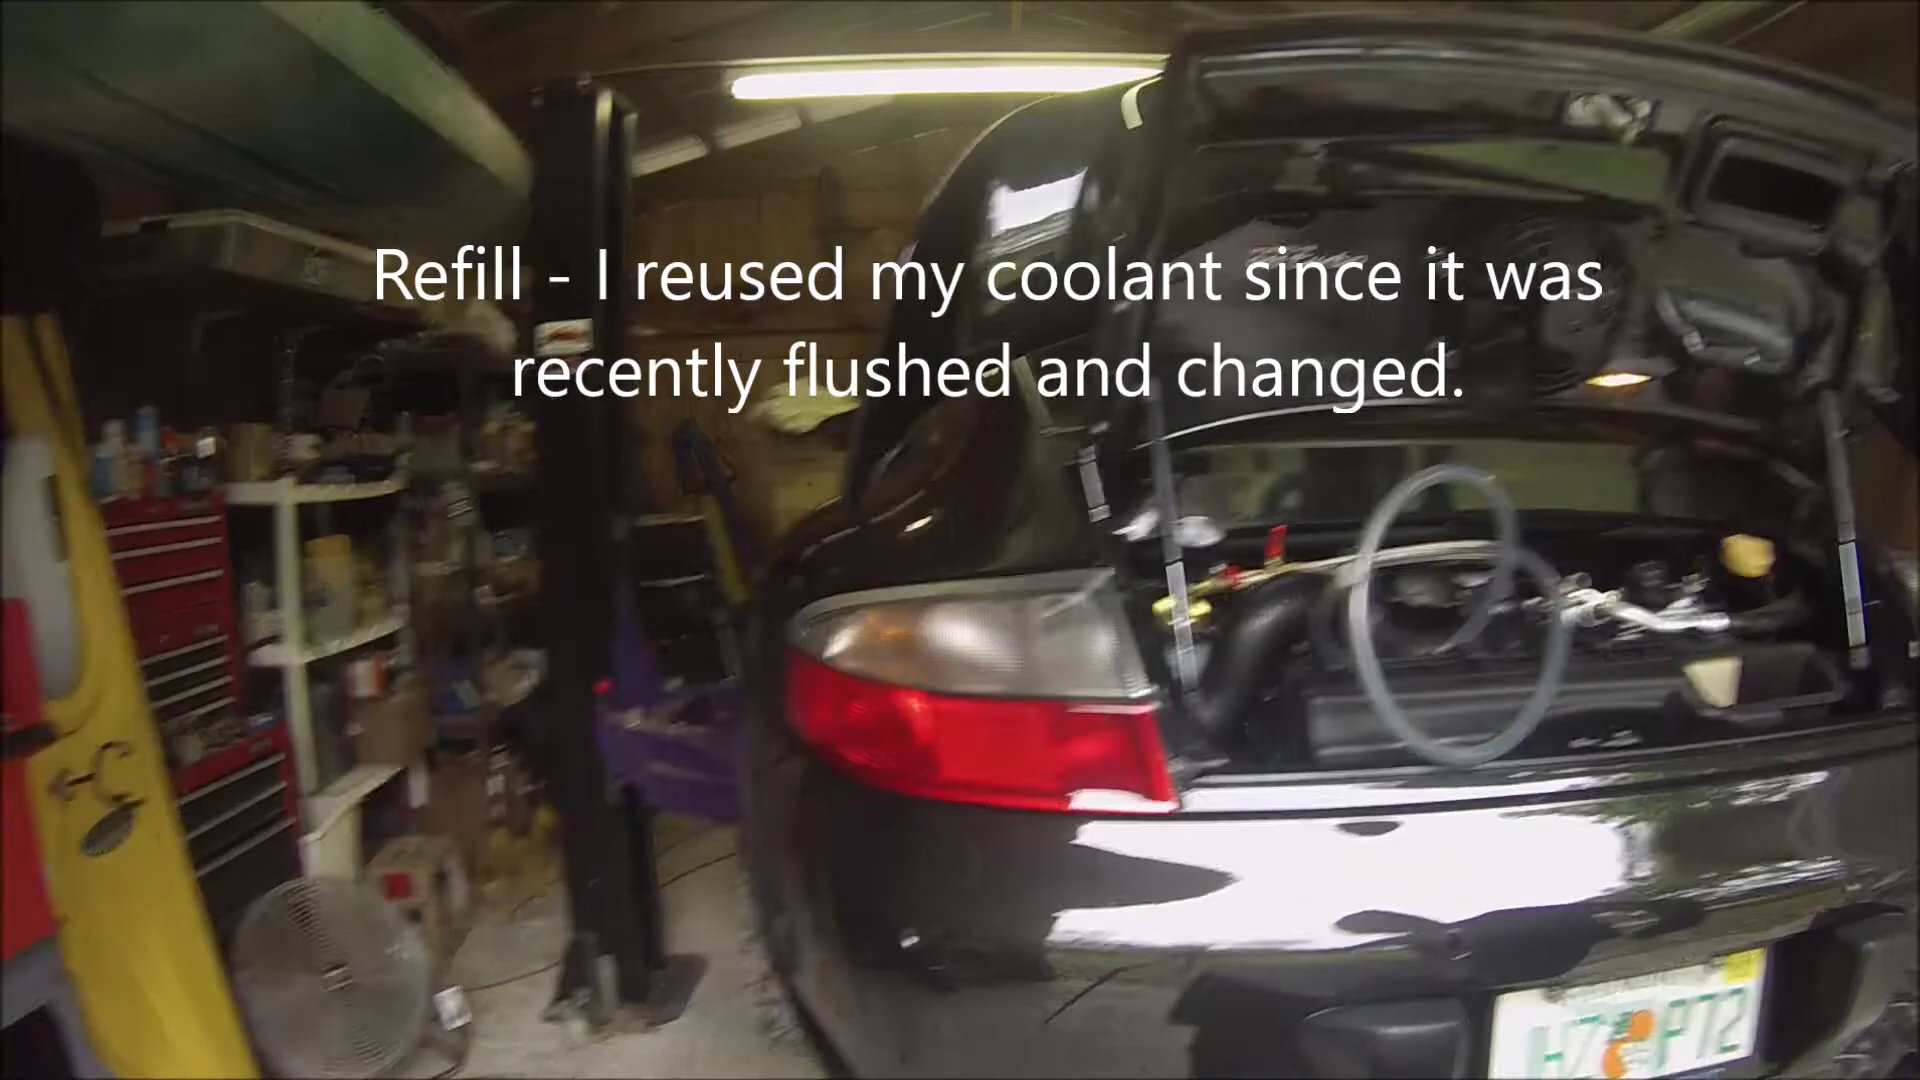 Refill - I reused my coolant since it was
recently flushed and changed.